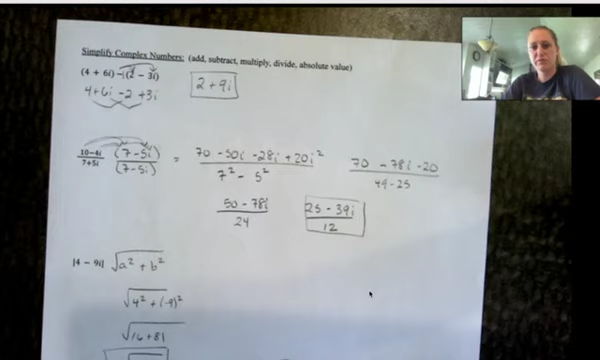 Simplify Complex Numbers: (add, subtract, multiply, divide, absolute value)
(4 + 6i) – (2 – 3i)
4+6i -2 +3i
2+9i
10–4i (7-5i) = 70 -50i -28i +20i² 70 -78i -20
7+5i (7-5i) 7² - 5² 49-25
50-78i 25-39i
24 12
|4 – 9i| √a² + b²
√4² + (-9)²
√16+81